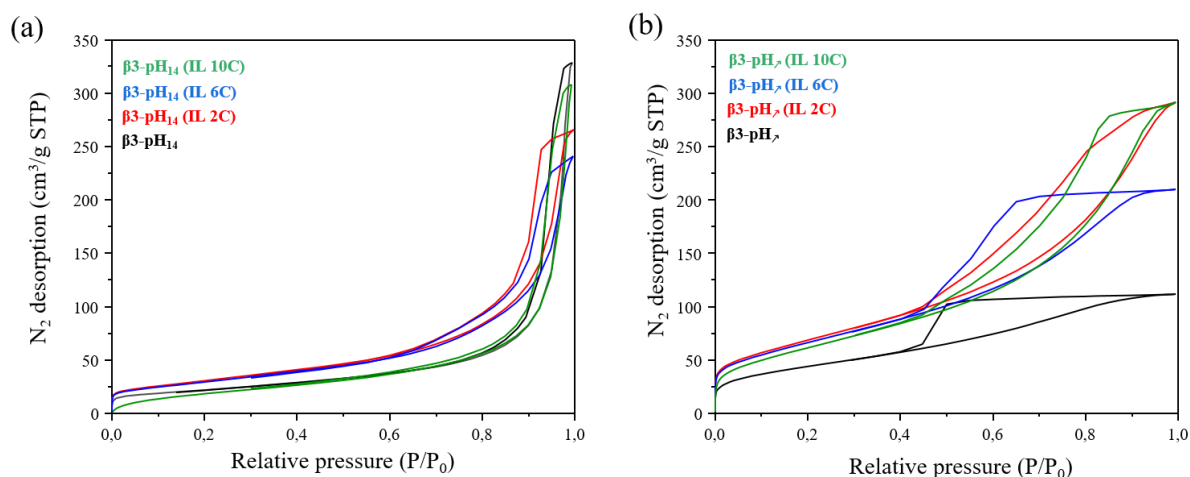 (a)
350
300
250
200
150
100
50
0
N₂ desorption (cm³/g STP)
β3-pH₁₄ (IL 10C)
β3-pH₁₄ (IL 6C)
β3-pH₁₄ (IL 2C)
β3-pH₁₄
0,0 0,2 0,4 0,6 0,8 1,0
Relative pressure (P/P₀)
(b)
350
300
250
200
150
100
50
0
N₂ desorption (cm³/g STP)
β3-pH↗ (IL 10C)
β3-pH↗ (IL 6C)
β3-pH↗ (IL 2C)
β3-pH↗
0,0 0,2 0,4 0,6 0,8 1,0
Relative pressure (P/P₀)